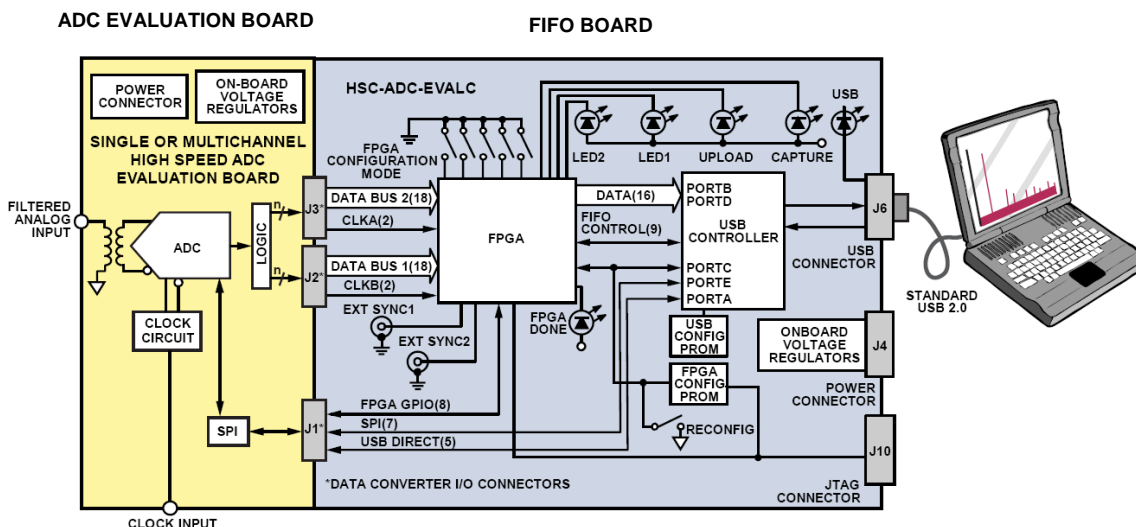 ADC EVALUATION BOARD
FIFO BOARD
POWER
CONNECTOR
ON-BOARD
VOLTAGE
REGULATORS
SINGLE OR MULTICHANNEL
HIGH SPEED ADC
EVALUATION BOARD
FILTERED
ANALOG
INPUT
ADC
LOGIC
n
n
CLOCK
CIRCUIT
SPI
CLOCK INPUT
HSC-ADC-EVALC
FPGA
CONFIGURATION
MODE
J3*
DATA BUS 2(18)
CLKA(2)
J2*
DATA BUS 1(18)
CLKB(2)
EXT SYNC1
EXT SYNC2
J1*
FPGA GPIO(8)
SPI(7)
USB DIRECT(5)
*DATA CONVERTER I/O CONNECTORS
FPGA
LED2
LED1
UPLOAD
CAPTURE
USB
DATA(16)
FIFO
CONTROL(9)
FPGA
DONE
PORTB
PORTD
USB
CONTROLLER
PORTC
PORTE
PORTA
USB
CONFIG
PROM
FPGA
CONFIG
PROM
RECONFIG
J6
USB
CONNECTOR
ONBOARD
VOLTAGE
REGULATORS
J4
POWER
CONNECTOR
J10
JTAG
CONNECTOR
STANDARD
USB 2.0